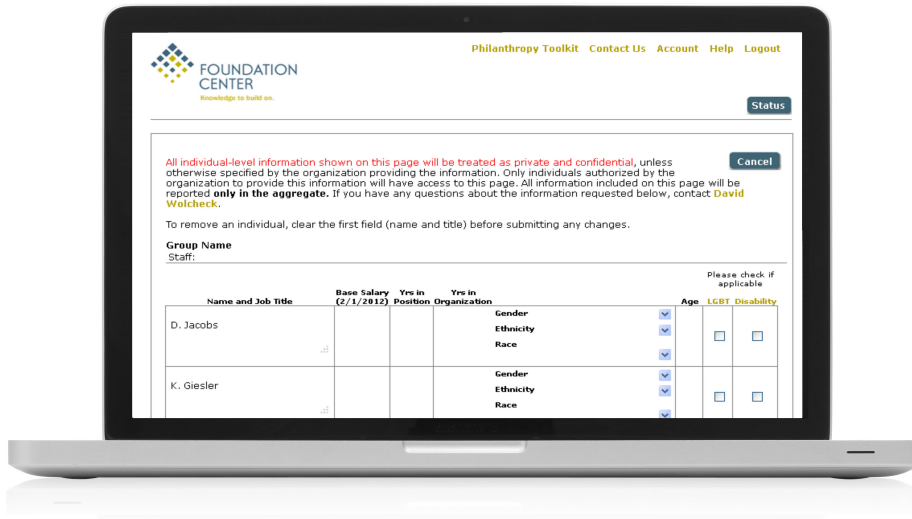 Philanthropy Toolkit Contact Us Account Help Logout
FOUNDATION
CENTER
Knowledge to build on.
Status
Cancel
All individual-level information shown on this page will be treated as private and confidential, unless
otherwise specified by the organization providing the information. Only individuals authorized by the
organization to provide this information will have access to this page. All information included on this page will be
reported only in the aggregate. If you have any questions about the information requested below, contact David
Wolcheck.
To remove an individual, clear the first field (name and title) before submitting any changes.
Group Name
Staff:
Please check if
applicable
Base Salary Yrs in Yrs in
Name and Job Title (2/1/2012) Position Organization Age LGBT Disability
Gender
D. Jacobs
Ethnicity
Race
Gender
K. Giesler
Ethnicity
Race